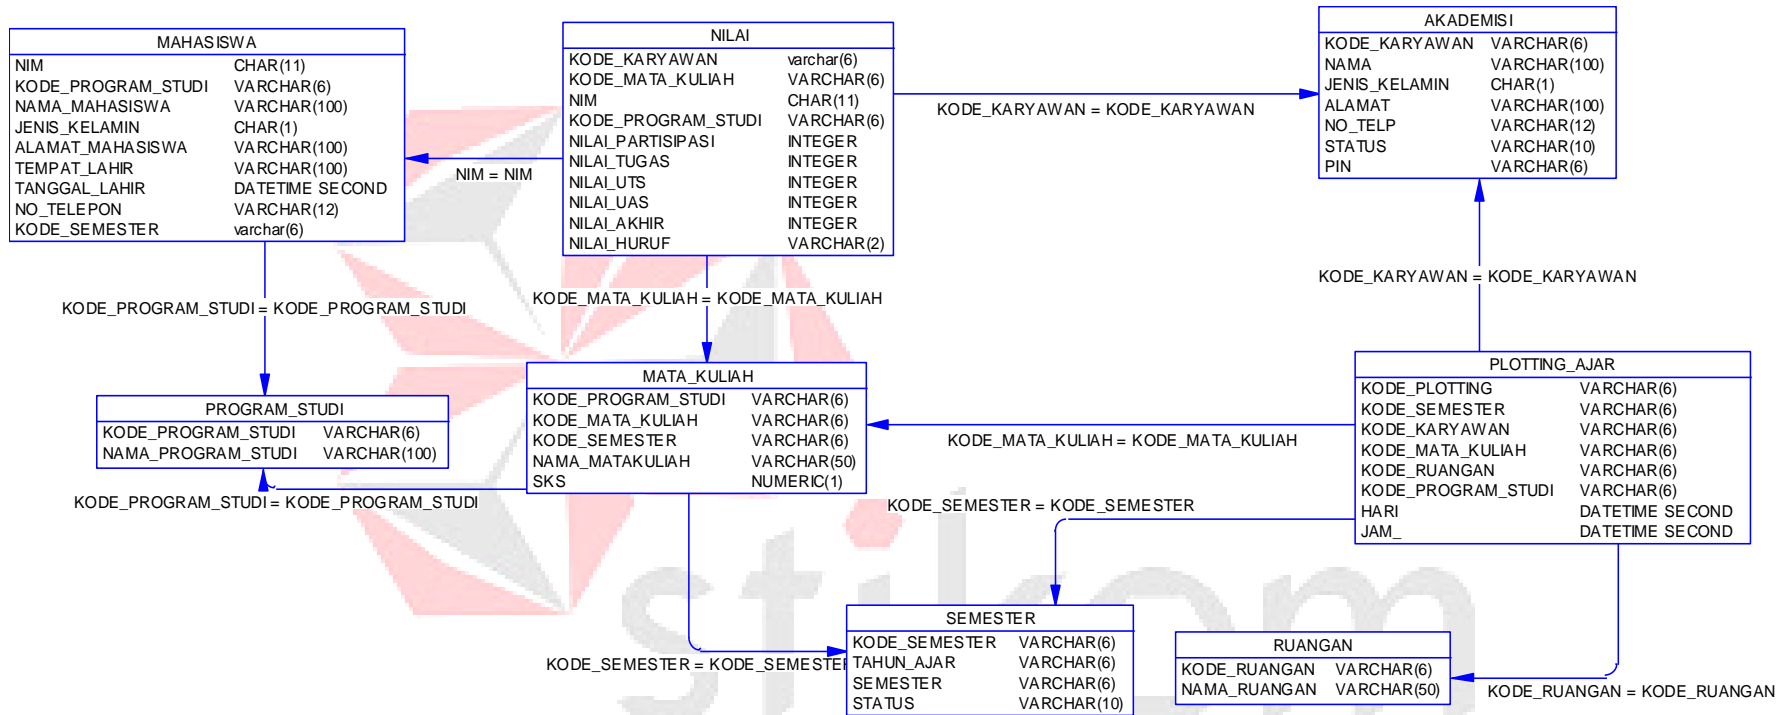 MAHASISWA
NIM CHAR(11)
KODE_PROGRAM_STUDI VARCHAR(6)
NAMA_MAHASISWA VARCHAR(100)
JENIS_KELAMIN CHAR(1)
ALAMAT_MAHASISWA VARCHAR(100)
TEMPAT_LAHIR VARCHAR(100)
TANGGAL_LAHIR DATETIME SECOND
NO_TELEPON VARCHAR(12)
KODE_SEMESTER varchar(6)
NIM = NIM
NILAI
KODE_KARYAWAN varchar(6)
KODE_MATA_KULIAH VARCHAR(6)
NIM CHAR(11)
KODE_PROGRAM_STUDI VARCHAR(6)
NILAI_PARTISIPASI INTEGER
NILAI_TUGAS INTEGER
NILAI_UTS INTEGER
NILAI_UAS INTEGER
NILAI_AKHIR INTEGER
NILAI_HURUF VARCHAR(2)
KODE_KARYAWAN = KODE_KARYAWAN
AKADEMISI
KODE_KARYAWAN VARCHAR(6)
NAMA VARCHAR(100)
JENIS_KELAMIN CHAR(1)
ALAMAT VARCHAR(100)
NO_TELP VARCHAR(12)
STATUS VARCHAR(10)
PIN VARCHAR(6)
KODE_PROGRAM_STUDI = KODE_PROGRAM_STUDI
KODE_MATA_KULIAH = KODE_MATA_KULIAH
KODE_KARYAWAN = KODE_KARYAWAN
PROGRAM_STUDI
KODE_PROGRAM_STUDI VARCHAR(6)
NAMA_PROGRAM_STUDI VARCHAR(100)
KODE_PROGRAM_STUDI = KODE_PROGRAM_STUDI
MATA_KULIAH
KODE_PROGRAM_STUDI VARCHAR(6)
KODE_MATA_KULIAH VARCHAR(6)
KODE_SEMESTER VARCHAR(6)
NAMA_MATAKULIAH VARCHAR(50)
SKS NUMERIC(1)
KODE_MATA_KULIAH = KODE_MATA_KULIAH
PLOTTING_AJAR
KODE_PLOTTING VARCHAR(6)
KODE_SEMESTER VARCHAR(6)
KODE_KARYAWAN VARCHAR(6)
KODE_MATA_KULIAH VARCHAR(6)
KODE_RUANGAN VARCHAR(6)
KODE_PROGRAM_STUDI VARCHAR(6)
HARI DATETIME SECOND
JAM_ DATETIME SECOND
KODE_SEMESTER = KODE_SEMESTER
KODE_SEMESTER = KODE_SEMESTER
SEMESTER
KODE_SEMESTER VARCHAR(6)
TAHUN_AJAR VARCHAR(6)
SEMESTER VARCHAR(6)
STATUS VARCHAR(10)
RUANGAN
KODE_RUANGAN VARCHAR(6)
NAMA_RUANGAN VARCHAR(50)
KODE_RUANGAN = KODE_RUANGAN
stikom